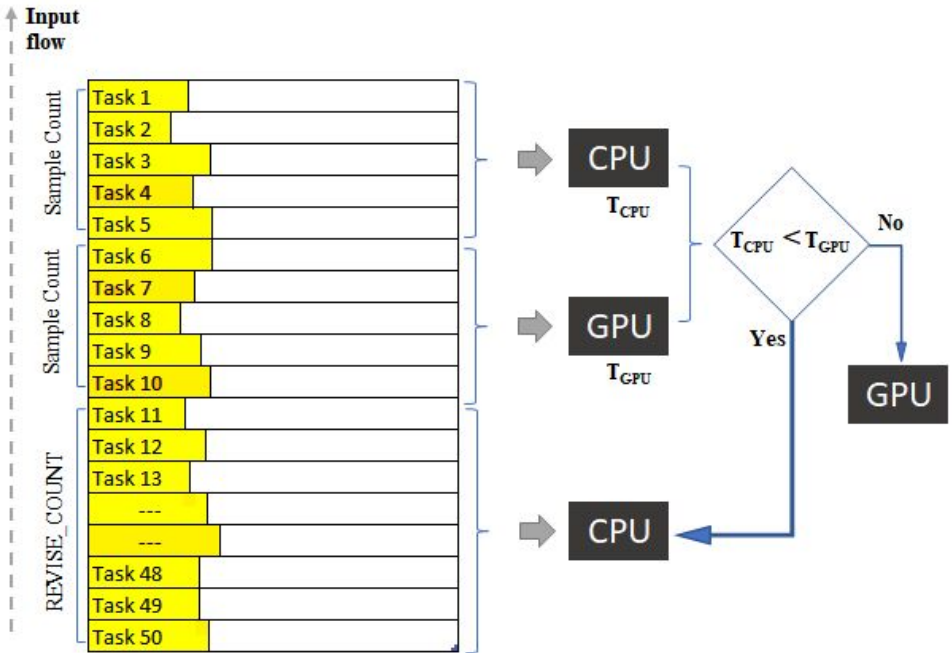 Input
flow
Sample Count
Sample Count
REVISE_COUNT
Task 1
Task 2
Task 3
Task 4
Task 5
Task 6
Task 7
Task 8
Task 9
Task 10
Task 11
Task 12
Task 13
---
---
Task 48
Task 49
Task 50
CPU
TCPU
GPU
TGPU
CPU
TCPU < TGPU
No
Yes
GPU